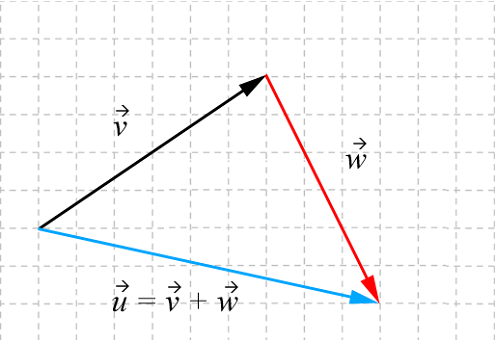 v⃗
w⃗
u⃗ = v⃗ + w⃗